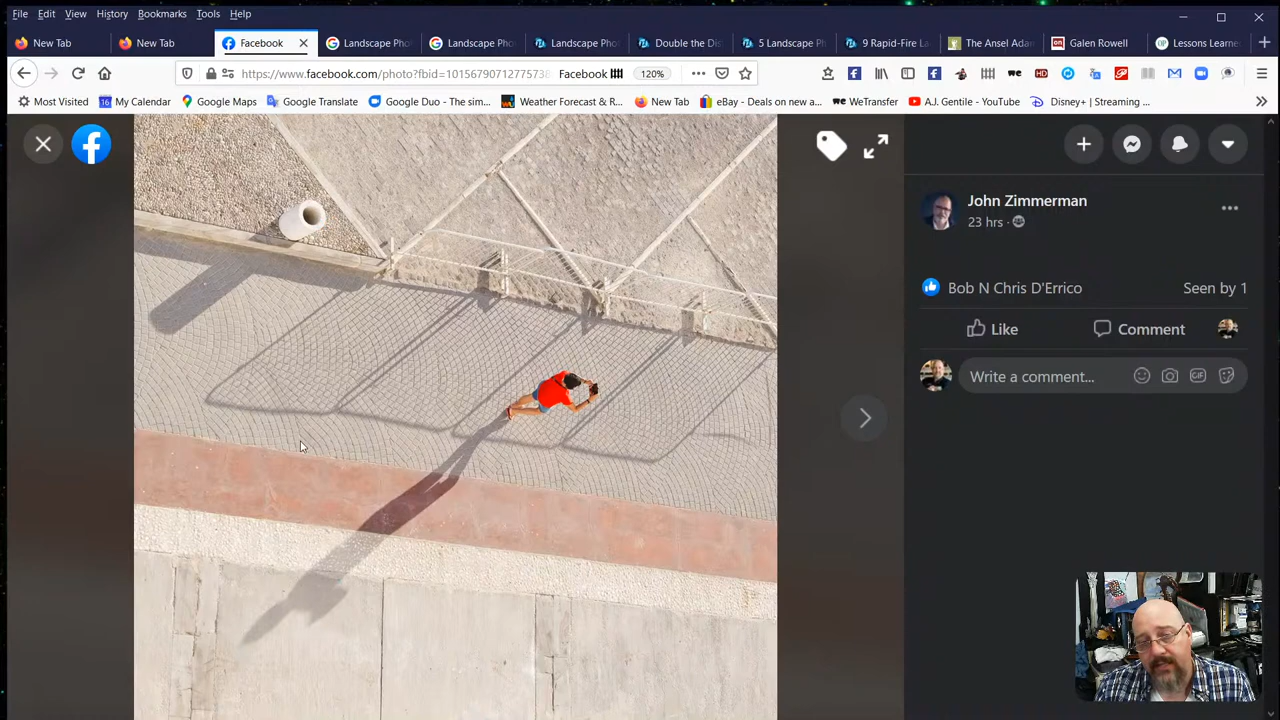 File Edit View History Bookmarks Tools Help
New Tab
New Tab
Facebook
Landscape Pho
Landscape Pho
Landscape Phot
Double the Dis
5 Landscape Ph
9 Rapid-Fire L
The Ansel Adam
Galen Rowell
Lessons Learne
https://www.facebook.com/photo?fbid=1015679071277573
Facebook
120%
Most Visited
16 My Calendar
Google Maps
Google Translate
Google Duo - The sim...
Weather Forecast & R...
New Tab
eBay - Deals on new a...
WeTransfer
A.J. Gentile - YouTube
Disney+ | Streaming ...
John Zimmerman
23 hrs
Bob N Chris D'Errico
Seen by 1
Like
Comment
Write a comment...
GIF